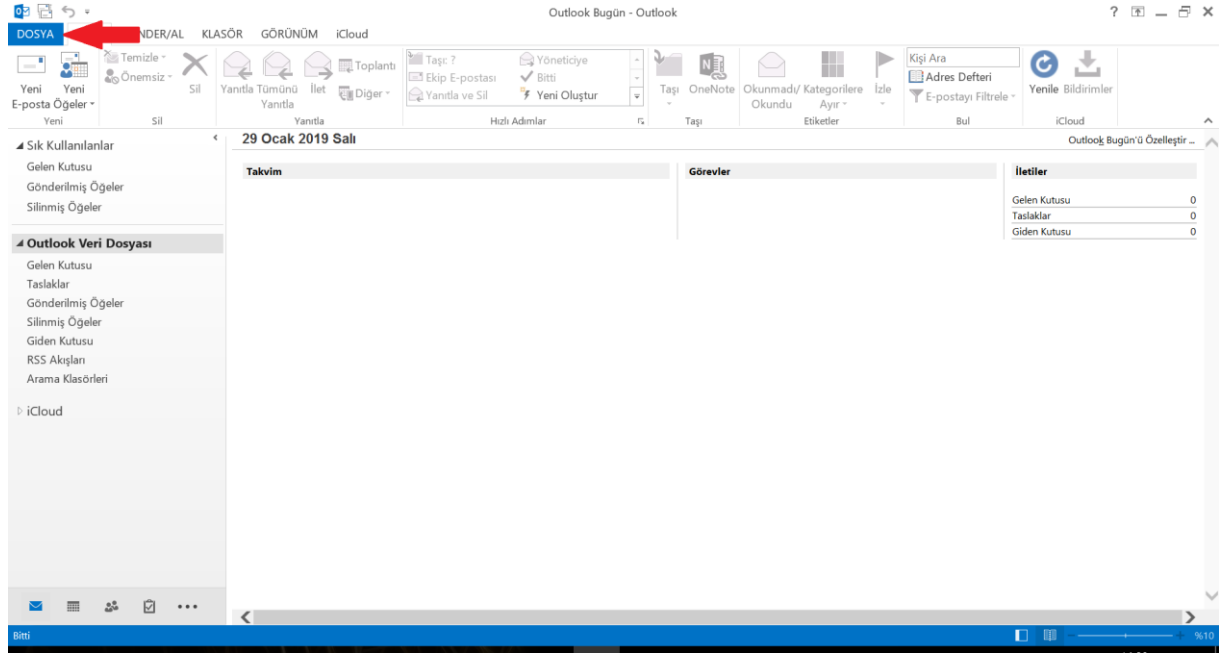 Outlook Bugün - Outlook
DOSYA NDER/AL KLASÖR GÖRÜNÜM iCloud
Yeni E-posta
Yeni Öğeler
Yeni
Temizle
Önemsiz
Sil
Sil
Yanıtla
Tümünü Yanıtla
İlet
Toplantı
Diğer
Yanıtla
Taşı: ?
Ekip E-postası
Yanıtla ve Sil
Yöneticiye
Bitti
Yeni Oluştur
Hızlı Adımlar
Taşı
OneNote
Taşı
Okunmadı/ Okundu
Kategorilere Ayır
İzle
Etiketler
Kişi Ara
Adres Defteri
E-postayı Filtrele
Bul
Yenile
Bildirimler
iCloud
Sık Kullanılanlar
Gelen Kutusu
Gönderilmiş Öğeler
Silinmiş Öğeler
Outlook Veri Dosyası
Gelen Kutusu
Taslaklar
Gönderilmiş Öğeler
Silinmiş Öğeler
Giden Kutusu
RSS Akışları
Arama Klasörleri
iCloud
29 Ocak 2019 Salı
Outlook Bugün'ü Özelleştir ...
Takvim
Görevler
İletiler
Gelen Kutusu 0
Taslaklar 0
Giden Kutusu 0
Bitti
%10